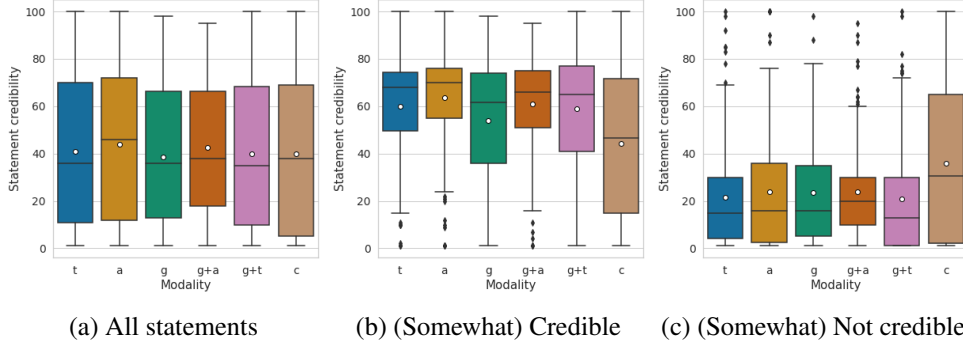 100
80
60
40
20
0
Statement credibility
t a g g+a g+t c
Modality
(a) All statements
100
80
60
40
20
0
Statement credibility
t a g g+a g+t c
Modality
(b) (Somewhat) Credible
100
80
60
40
20
0
Statement credibility
t a g g+a g+t c
Modality
(c) (Somewhat) Not credible